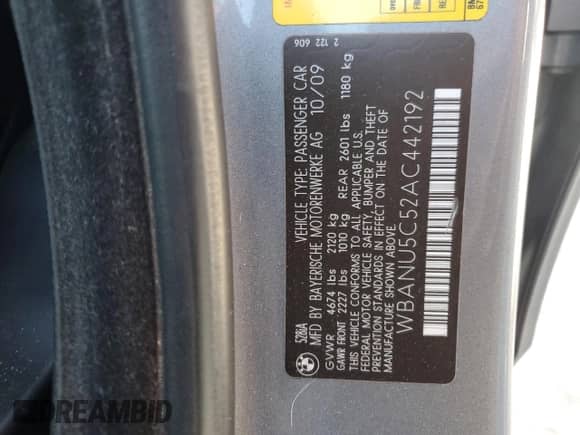 2 122 606
528iA VEHICLE TYPE: PASSENGER CAR
MFD BY BAYERISCHE MOTORENWERKE AG 10/09
GVWR 4674 lbs 2120 kg
GAWR FRONT 2227 lbs 1010 kg REAR 2601 lbs 1180 kg
THIS VEHICLE CONFORMS TO ALL APPLICABLE U.S.
FEDERAL MOTOR VEHICLE SAFETY, BUMPER AND THEFT
PREVENTION STANDARDS IN EFFECT ON THE DATE OF
MANUFACTURE SHOWN ABOVE.
WBANU5C52AC442192
DREAMBID